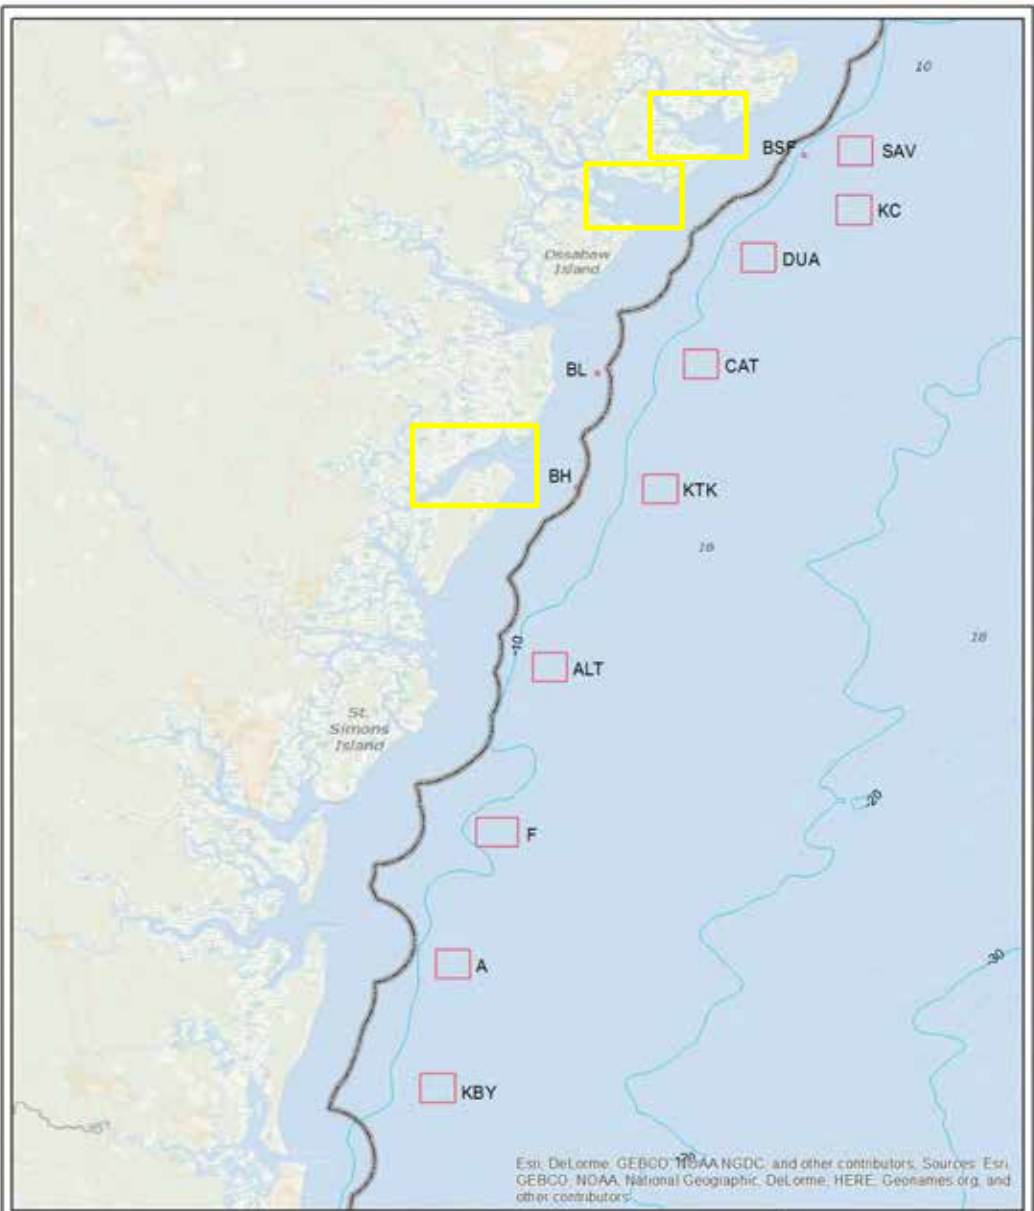 10
BSF
SAV
KC
DUA
Ossabaw
Island
BL
CAT
BH
KTK
16
18
-10
ALT
St.
Simons
Island
-20
F
A
-30
KBY
-20
Esri, DeLorme, GEBCO, NOAA NGDC, and other contributors, Sources: Esri,
GEBCO, NOAA, National Geographic, DeLorme, HERE, Geonames.org, and
other contributors